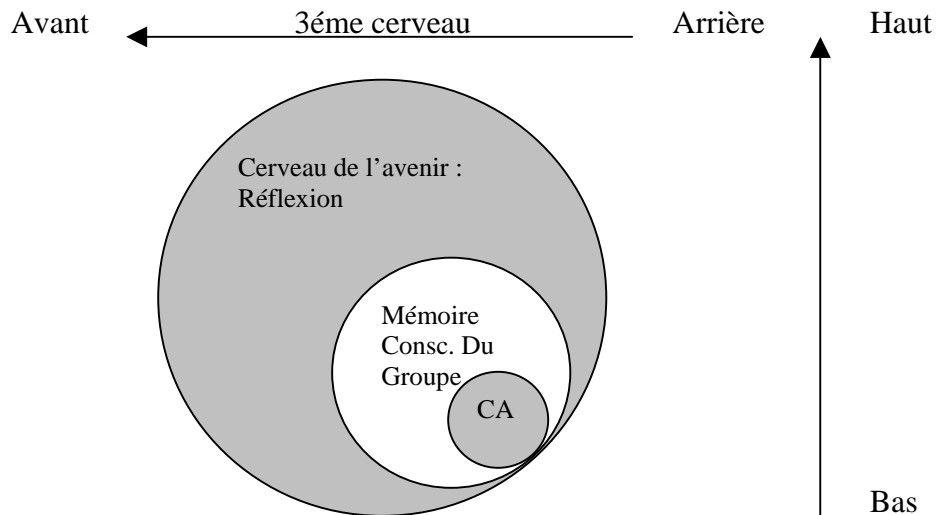 Avant 3éme cerveau Arrière Haut
Cerveau de l’avenir :
Réflexion
Mémoire
Consc. Du
Groupe
CA
Bas